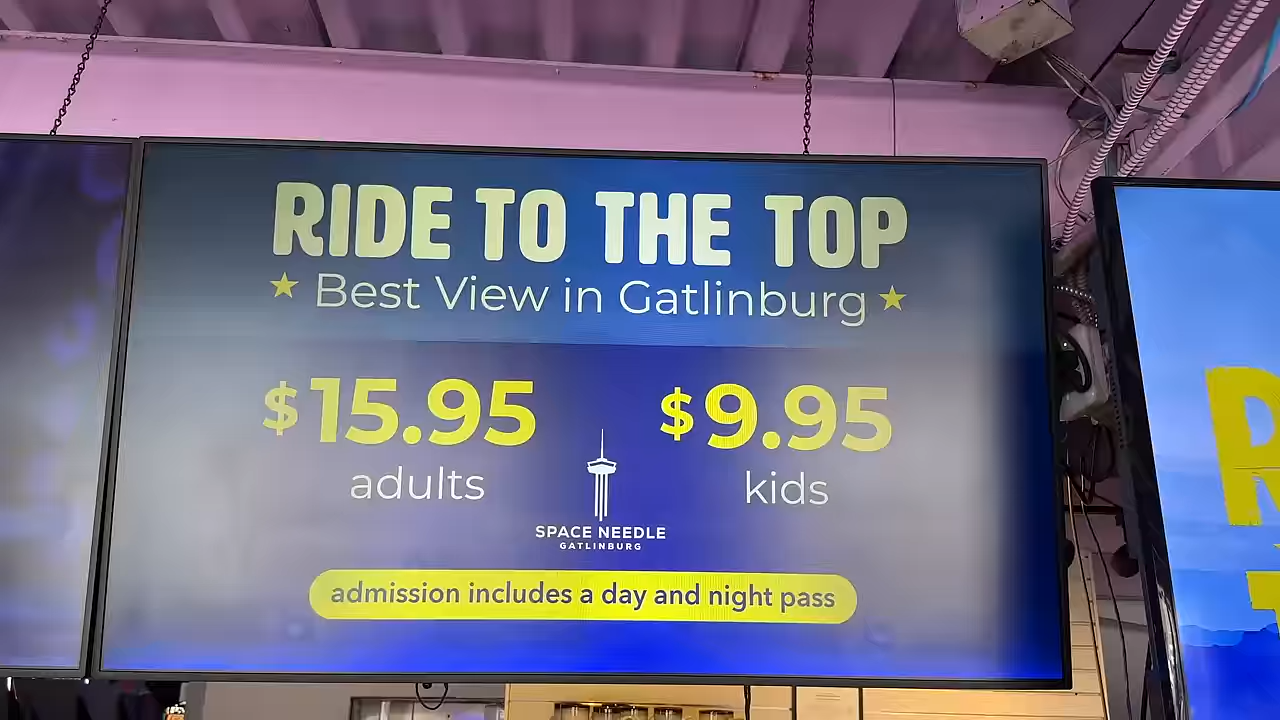 RIDE TO THE TOP
Best View in Gatlinburg
$15.95 $9.95
adults kids
SPACE NEEDLE
GATLINBURG
admission includes a day and night pass